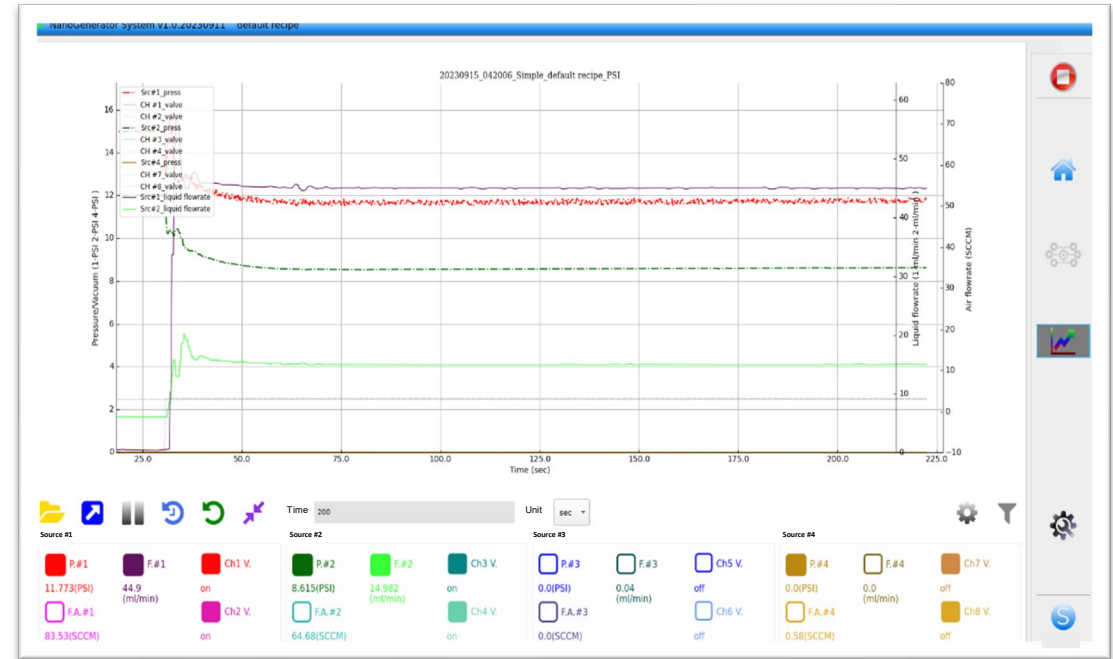 NanoGenerator System V1.0.20230911 default recipe
20230915_042006_Simple_default recipe_PSI
Src#1_press
CH #1_valve
CH #2_valve
Src#2_press
CH #3_valve
CH #4_valve
Src#4_press
CH #7_valve
CH #8_valve
Src#1_liquid flowrate
Src#2_liquid flowrate
16
14
12
10
8
6
4
2
0
Pressure/Vacuum (1-PSI 2-PSI 4-PSI )
60
50
40
30
20
10
0
Liquid flowrate (1-ml/min 2-ml/min )
80
70
60
50
40
30
20
10
0
-10
Air flowrate (SCCM)
25.0 50.0 75.0 100.0 125.0 150.0 175.0 200.0 225.0
Time (sec)
Time 200 Unit sec
Source #1 Source #2 Source #3 Source #4
P.#1 F.#1 Ch1 V. P.#2 F.#2 Ch3 V. P.#3 F.#3 Ch5 V. P.#4 F.#4 Ch7 V.
11.773(PSI) 44.9 on 8.615(PSI) 14.982 on 0.0(PSI) 0.04 off 0.0(PSI) 0.0 off
(ml/min) (ml/min) (ml/min) (ml/min)
F.A.#1 Ch2 V. F.A.#2 Ch4 V. F.A.#3 Ch6 V. F.A.#4 Ch8 V.
83.53(SCCM) on 64.68(SCCM) on 0.0(SCCM) off 0.58(SCCM) off
S